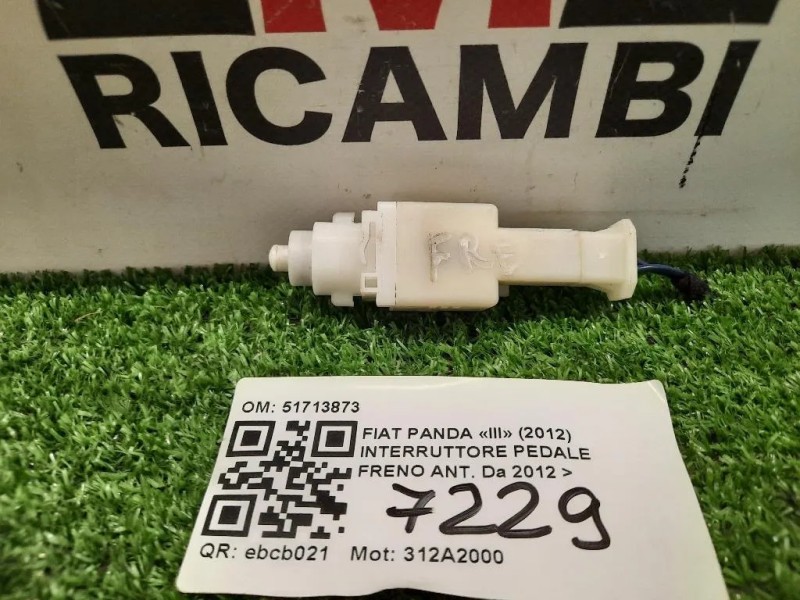 RICAMBI
FRE
OM: 51713873
FIAT PANDA «III» (2012)
INTERRUTTORE PEDALE
FRENO ANT. Da 2012 >
7229
QR: ebcb021 Mot: 312A2000